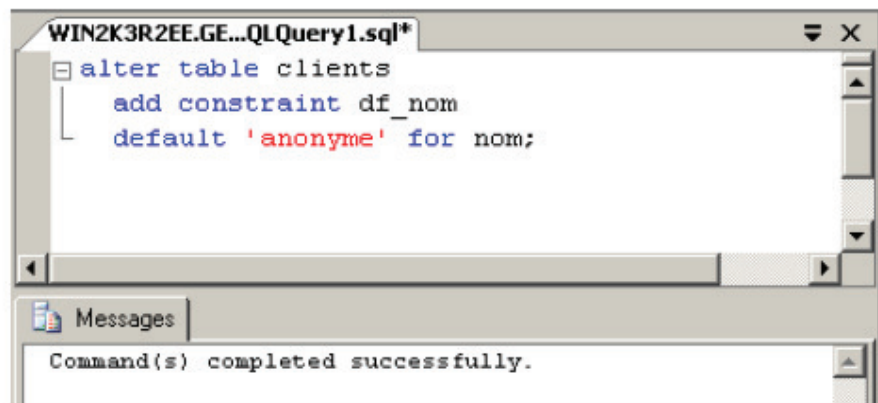 WIN2K3R2EE.GE...QLQuery1.sql*
alter table clients
add constraint df_nom
default 'anonyme' for nom;
Messages
Command(s) completed successfully.